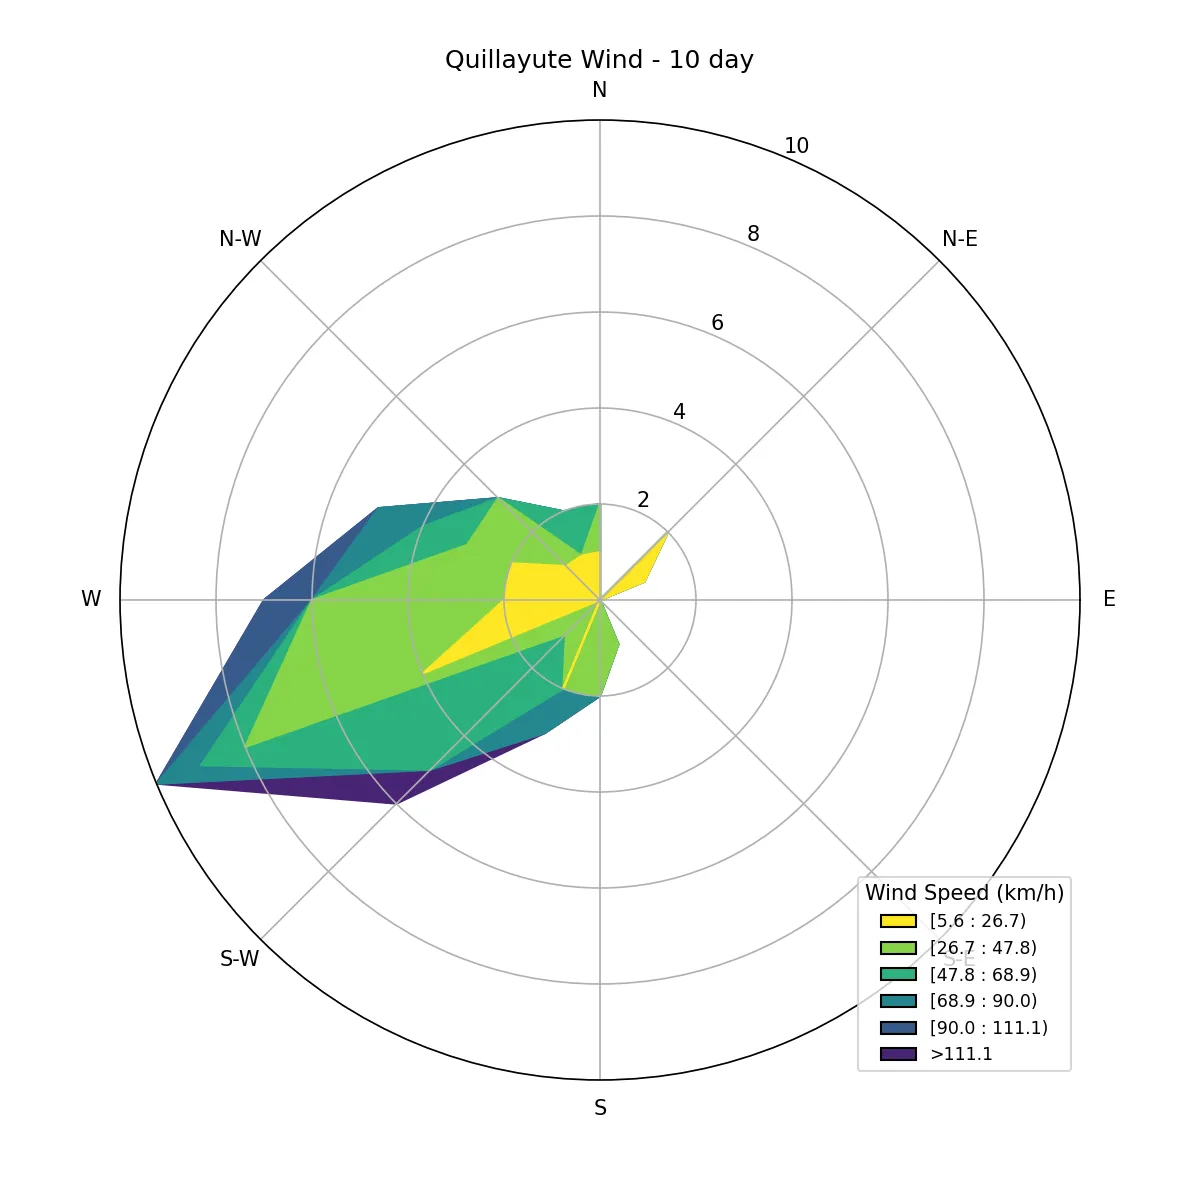 Quillayute Wind - 10 day
N
10
N-W
N-E
8
6
4
2
W
E
Wind Speed (km/h)
[5.6 : 26.7)
[26.7 : 47.8)
S-W
S-E
[47.8 : 68.9)
[68.9 : 90.0)
[90.0 : 111.1)
>111.1
S